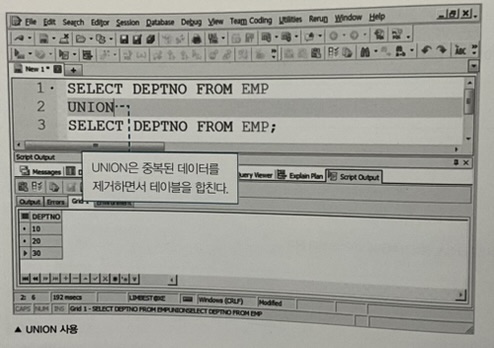 File Edit Search Editor Session Database Debug View Team Coding Utilities Rerun Window Help
New 1 *
1 SELECT DEPTNO FROM EMP
2 UNION
3 SELECT DEPTNO FROM EMP;
UNION은 중복된 데이터를
제거하면서 테이블을 합친다.
Script Output
Messages
Query Viewer Explain Plan Script Output
Output Errors Grid 1 Environment
DEPTNO
10
20
30
2: 6 192 msecs LIMBEST@XE Windows (CRLF) Modified
CAPS NUM INS Grid 1 - SELECT DEPTNO FROM EMPUNIONSELECT DEPTNO FROM EMP
▲ UNION 사용